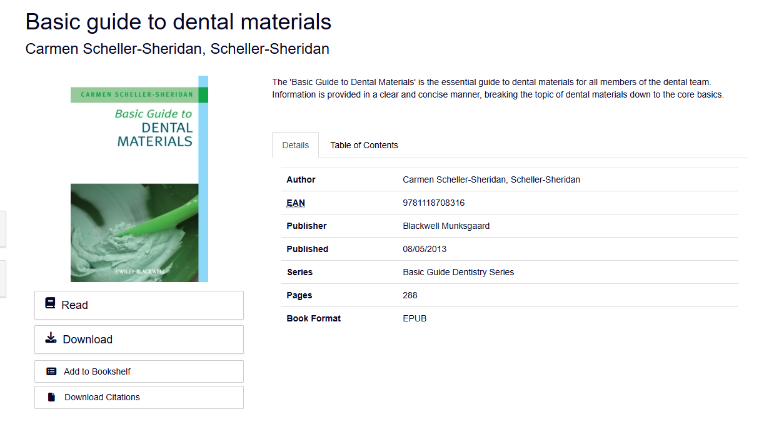 Basic guide to dental materials
Carmen Scheller-Sheridan, Scheller-Sheridan
CARMEN SCHELLER-SHERIDAN
Basic Guide to
DENTAL
MATERIALS
WILEY-BLACKWELL
Read
Download
Add to Bookshelf
Download Citations
The 'Basic Guide to Dental Materials' is the essential guide to dental materials for all members of the dental team.
Information is provided in a clear and concise manner, breaking the topic of dental materials down to the core basics.
Details Table of Contents
Author Carmen Scheller-Sheridan, Scheller-Sheridan
EAN 9781118708316
Publisher Blackwell Munksgaard
Published 08/05/2013
Series Basic Guide Dentistry Series
Pages 288
Book Format EPUB